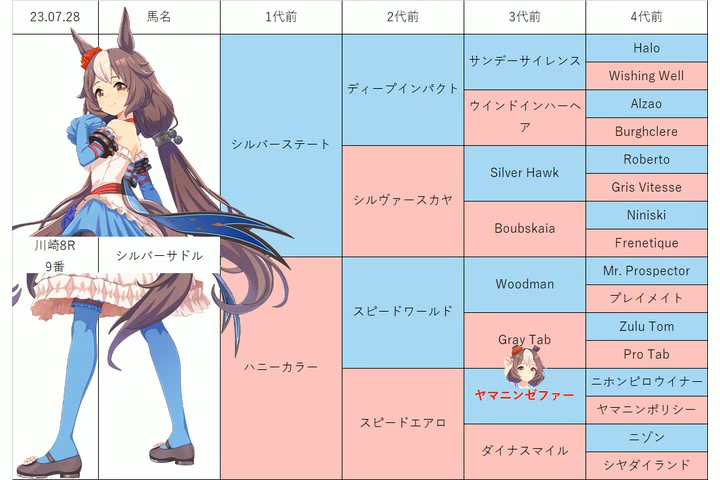 23.07.28
馬名
1代前
2代前
3代前
4代前
川崎8R
9番
シルバーサドル
シルバーステート
ハニーカラー
ディープインパクト
シルヴァースカヤ
スピードワールド
スピードエアロ
サンデーサイレンス
ウインドインハーヘ
ア
Silver Hawk
Boubskaia
Woodman
Gray Tab
ヤマニンゼファー
ダイナスマイル
Halo
Wishing Well
Alzao
Burghclere
Roberto
Gris Vitesse
Niniski
Frenetique
Mr. Prospector
プレイメイト
Zulu Tom
Pro Tab
ニホンピロウイナー
ヤマニンポリシー
ニゾン
シヤダイランド